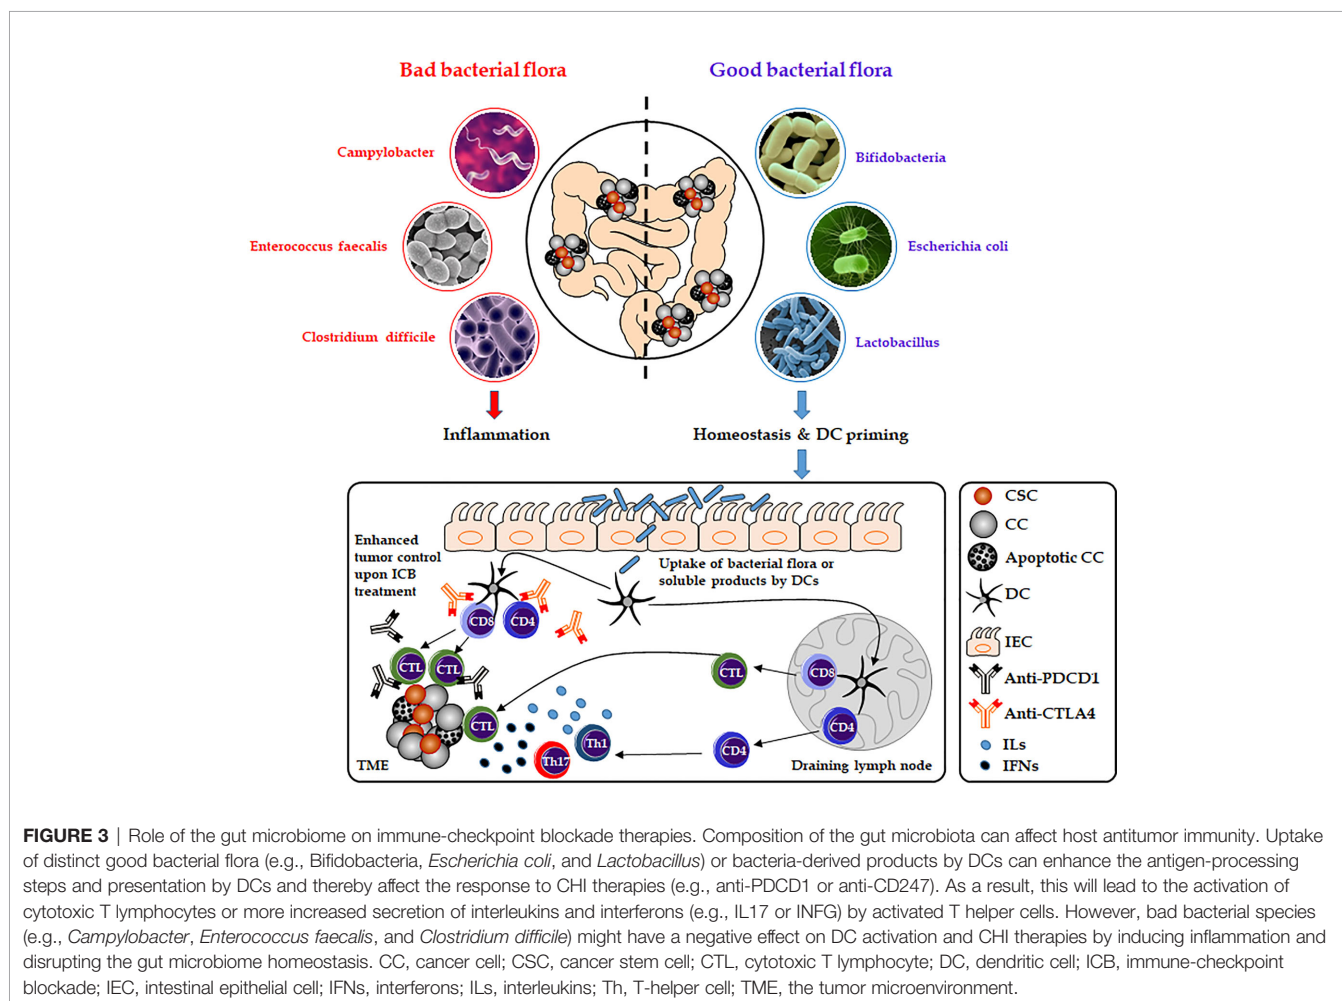 Bad bacterial flora
Good bacterial flora
Campylobacter
Bifidobacteria
Enterococcus faecalis
Escherichia coli
Clostridium difficile
Lactobacillus
Inflammation
Homeostasis & DC priming
Enhanced
tumor control
upon ICB
treatment
Uptake of bacterial flora or
soluble products by DCs
CD8
CD4
CTL
CTL
CTL
CTL
CD8
CD4
CD4
Th1
Th17
TME
Draining lymph node
CSC
CC
Apoptotic CC
DC
IEC
Anti-PDCD1
Anti-CTLA4
ILs
IFNs
FIGURE 3 | Role of the gut microbiome on immune-checkpoint blockade therapies. Composition of the gut microbiota can affect host antitumor immunity. Uptake
of distinct good bacterial flora (e.g., Bifidobacteria, Escherichia coli, and Lactobacillus) or bacteria-derived products by DCs can enhance the antigen-processing
steps and presentation by DCs and thereby affect the response to CHI therapies (e.g., anti-PDCD1 or anti-CD247). As a result, this will lead to the activation of
cytotoxic T lymphocytes or more increased secretion of interleukins and interferons (e.g., IL17 or INFG) by activated T helper cells. However, bad bacterial species
(e.g., Campylobacter, Enterococcus faecalis, and Clostridium difficile) might have a negative effect on DC activation and CHI therapies by inducing inflammation and
disrupting the gut microbiome homeostasis. CC, cancer cell; CSC, cancer stem cell; CTL, cytotoxic T lymphocyte; DC, dendritic cell; ICB, immune-checkpoint
blockade; IEC, intestinal epithelial cell; IFNs, interferons; ILs, interleukins; Th, T-helper cell; TME, the tumor microenvironment.